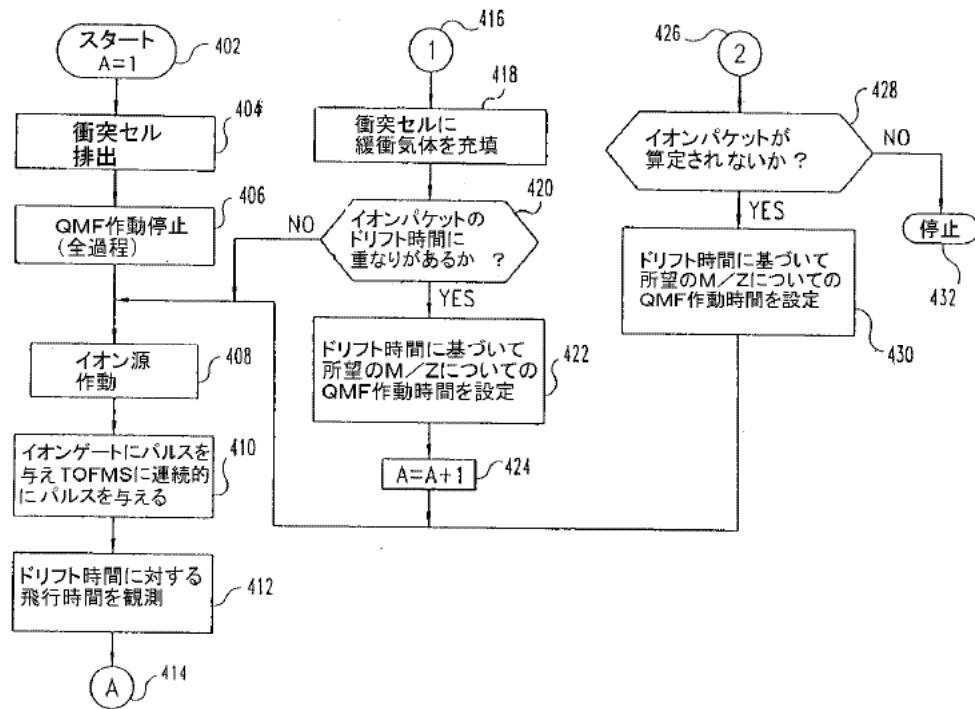 スタート
A=1
402
衝突セル
排出
404
QMF作動停止
(全過程)
406
イオン源
作動
408
イオンゲートにパルスを
与えTOFMSに連続的
にパルスを与える
410
ドリフト時間に対する
飛行時間を観測
412
A
414
1
416
衝突セルに
緩衝気体を充填
418
イオンパケットの
ドリフト時間に
重なりがあるか ?
420
NO
YES
ドリフト時間に基づいて
所望のM/Zについての
QMF作動時間を設定
422
A=A+1
424
2
426
イオンパケットが
算定されないか ?
428
NO
YES
停止
432
ドリフト時間に基づいて
所望のM/Zについての
QMF作動時間を設定
430